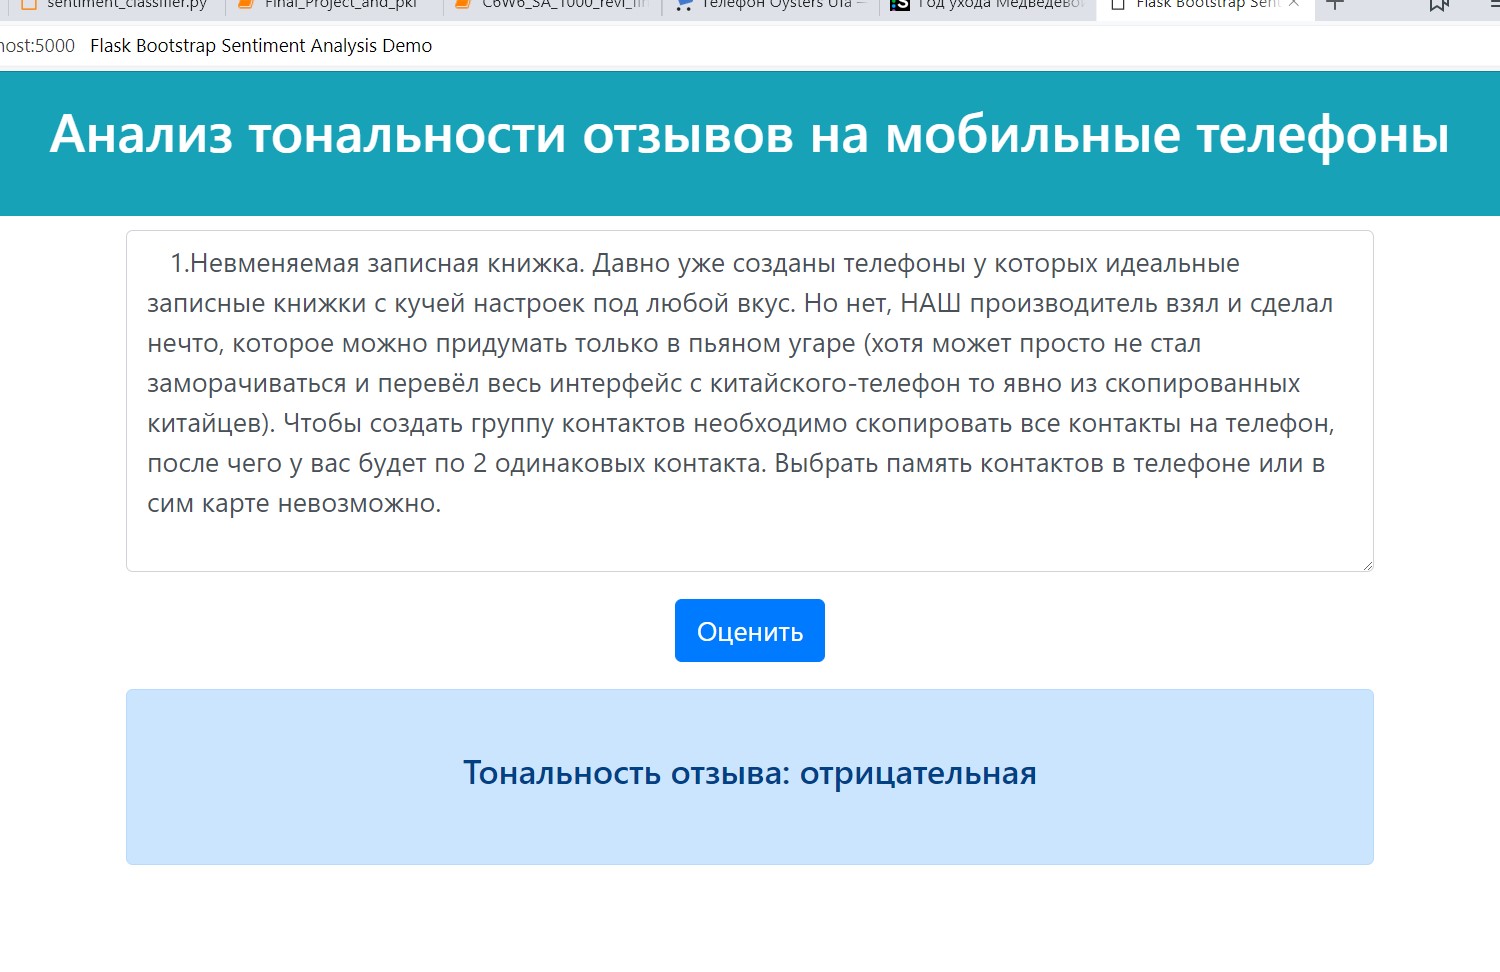 sentiment_classifier.py
Final_Project_and_pkl
C6W6_SA_1000_revi_fin
Телефон Oysters Ufa –
Год ухода Медведевой
Flask Bootstrap Sent
host:5000 Flask Bootstrap Sentiment Analysis Demo
Анализ тональности отзывов на мобильные телефоны
1.Невменяемая записная книжка. Давно уже созданы телефоны у которых идеальные
записные книжки с кучей настроек под любой вкус. Но нет, НАШ производитель взял и сделал
нечто, которое можно придумать только в пьяном угаре (хотя может просто не стал
заморачиваться и перевёл весь интерфейс с китайского-телефон то явно из скопированных
китайцев). Чтобы создать группу контактов необходимо скопировать все контакты на телефон,
после чего у вас будет по 2 одинаковых контакта. Выбрать память контактов в телефоне или в
сим карте невозможно.
Оценить
Тональность отзыва: отрицательная